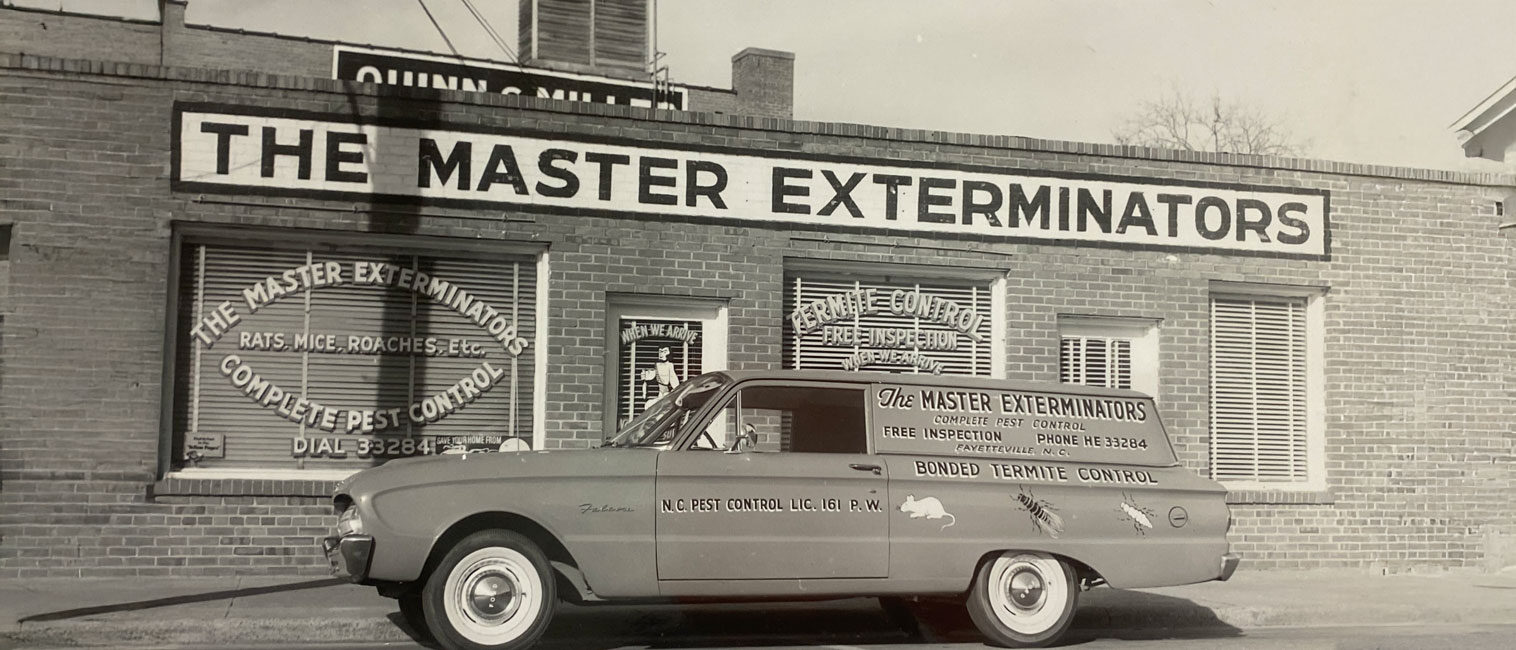 QUINN & MILLER
THE MASTER EXTERMINATORS
THE MASTER EXTERMINATORS
RATS, MICE, ROACHES, Etc.
COMPLETE PEST CONTROL
DIAL 33284
SAVE YOUR HOME FROM
WHEN WE ARRIVE
TERMITE CONTROL
FREE INSPECTION
WHEN WE ARRIVE
The MASTER EXTERMINATORS
COMPLETE PEST CONTROL
FREE INSPECTION PHONE HE 33284
FAYETTEVILLE, N. C.
BONDED TERMITE CONTROL
Falcon
N.C. PEST CONTROL LIC. 161 P. W.